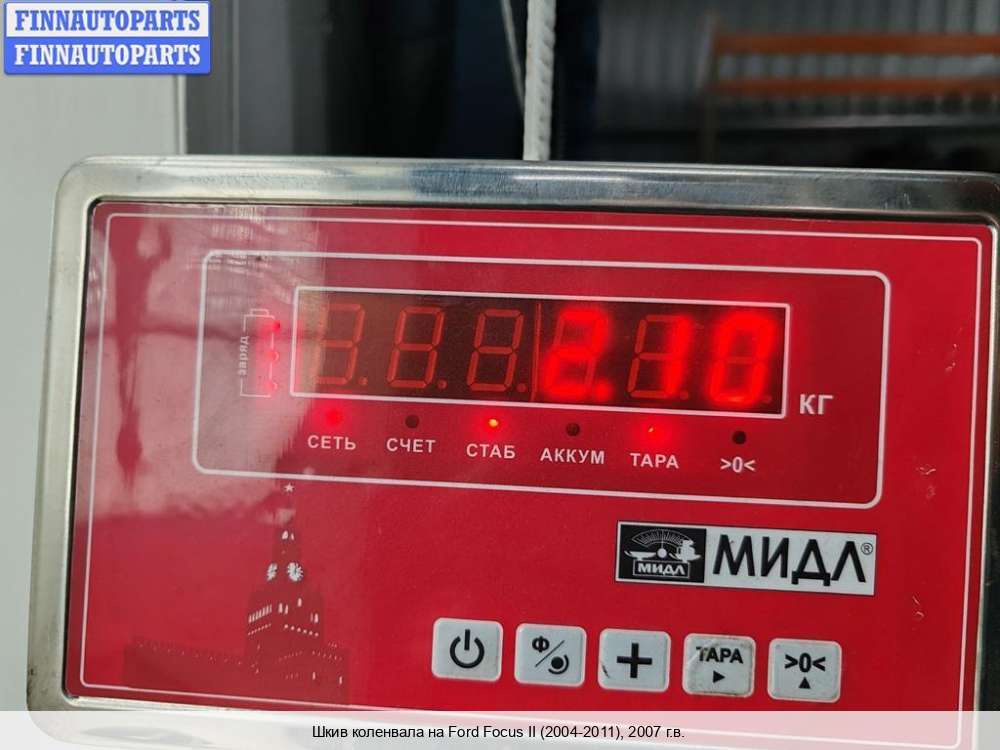 FINNAUTOPARTS
FINNAUTOPARTS
заряд
2.10
КГ
СЕТЬ СЧЕТ СТАБ АККУМ ТАРА >0<
МИДЛ МИДЛ®
Ф ТАРА >0<
Шкив коленвала на Ford Focus II (2004-2011), 2007 г.в.